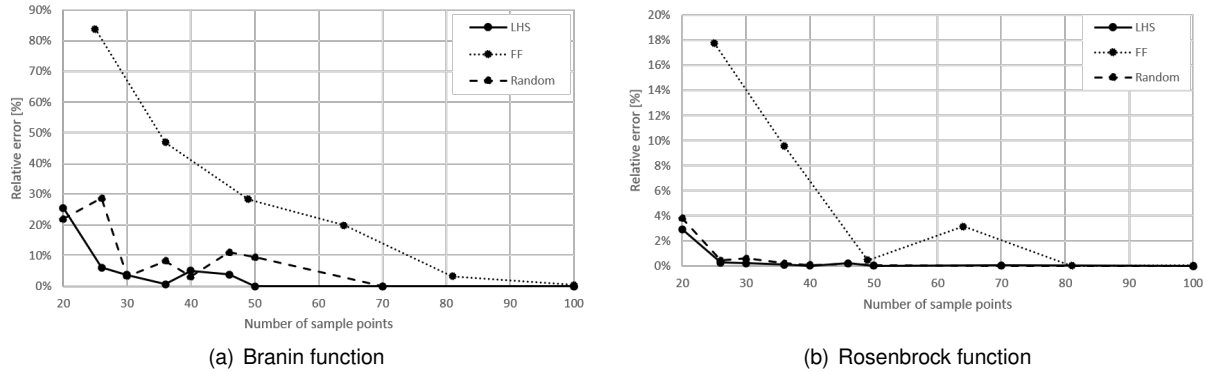 90%
80%
70%
60%
50%
40%
30%
20%
10%
0%
Relative error [%]
20 30 40 50 60 70 80 90 100
Number of sample points
LHS
FF
Random
(a) Branin function
20%
18%
16%
14%
12%
10%
8%
6%
4%
2%
0%
Relative error [%]
20 30 40 50 60 70 80 90 100
Number of sample points
LHS
FF
Random
(b) Rosenbrock function